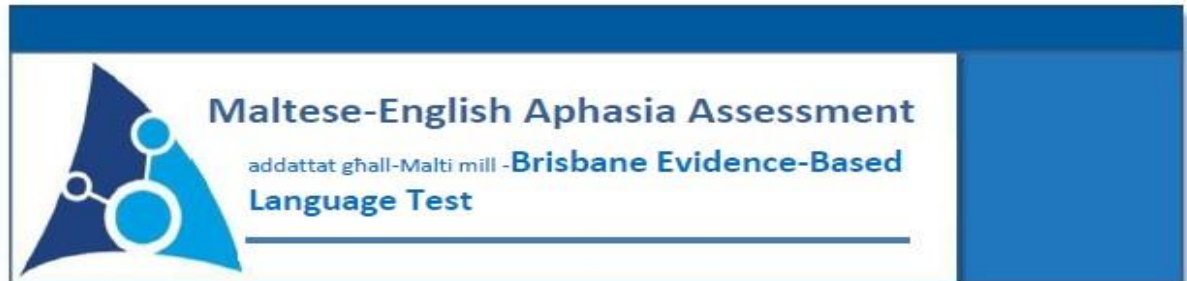 Maltese-English Aphasia Assessment
addattat għall-Malti mill -Brisbane Evidence-Based
Language Test